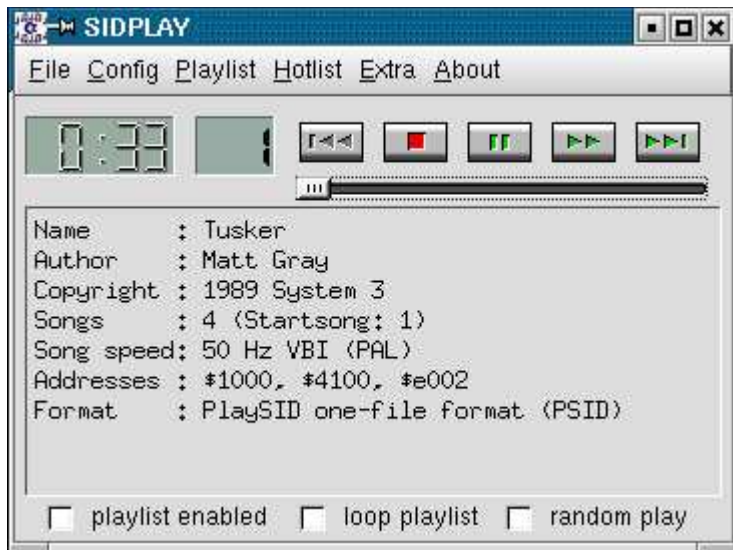 SIDPLAY
File Config Playlist Hotlist Extra About
0:33 1
Name : Tusker
Author : Matt Gray
Copyright : 1989 System 3
Songs : 4 (Startsong: 1)
Song speed: 50 Hz VBI (PAL)
Addresses : $1000, $4100, $e002
Format : PlaySID one-file format (PSID)
playlist enabled loop playlist random play